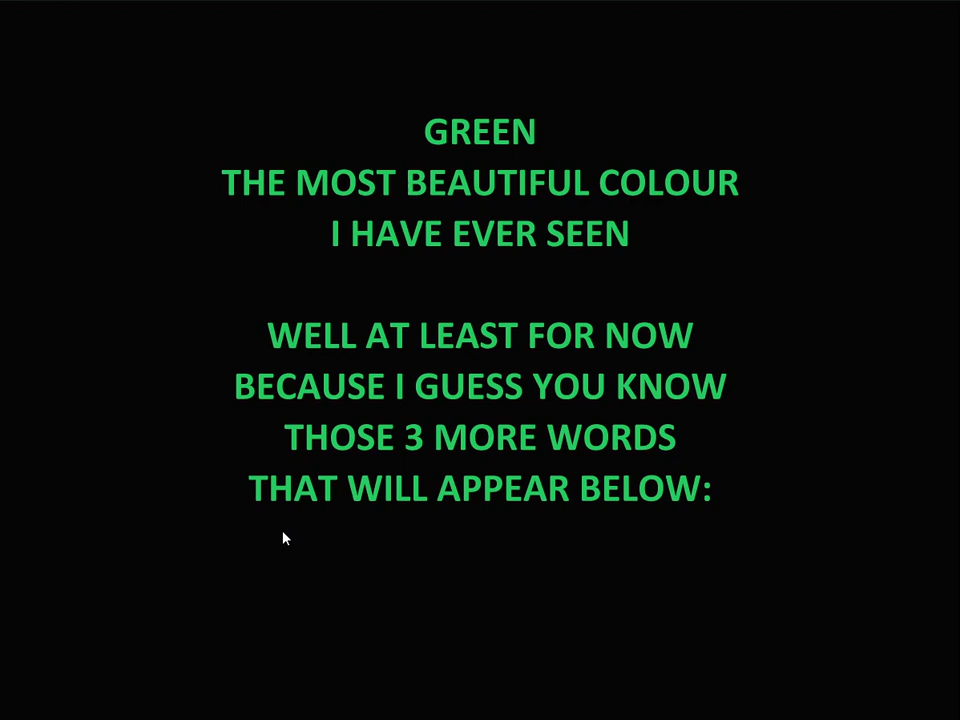 GREEN
THE MOST BEAUTIFUL COLOUR
I HAVE EVER SEEN
WELL AT LEAST FOR NOW
BECAUSE I GUESS YOU KNOW
THOSE 3 MORE WORDS
THAT WILL APPEAR BELOW: